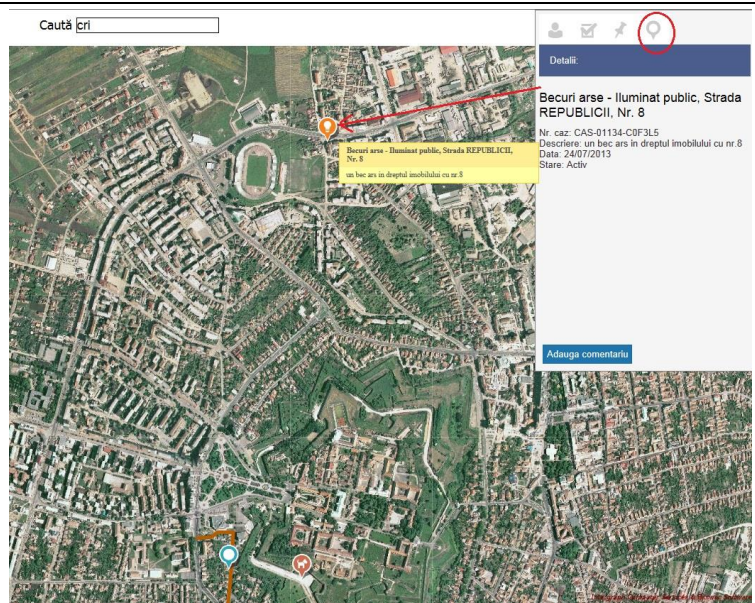 Caută cri
Detalii:
Becuri arse - Iluminat public, Strada
REPUBLICII, Nr. 8
Nr. caz: CAS-01134-C0F3L5
Descriere: un bec ars in dreptul imobilului cu nr.8
Data: 24/07/2013
Stare: Activ
Becuri arse - Iluminat public, Strada REPUBLICII,
Nr. 8
un bec ars in dreptul imobilului cu nr.8
Adauga comentariu